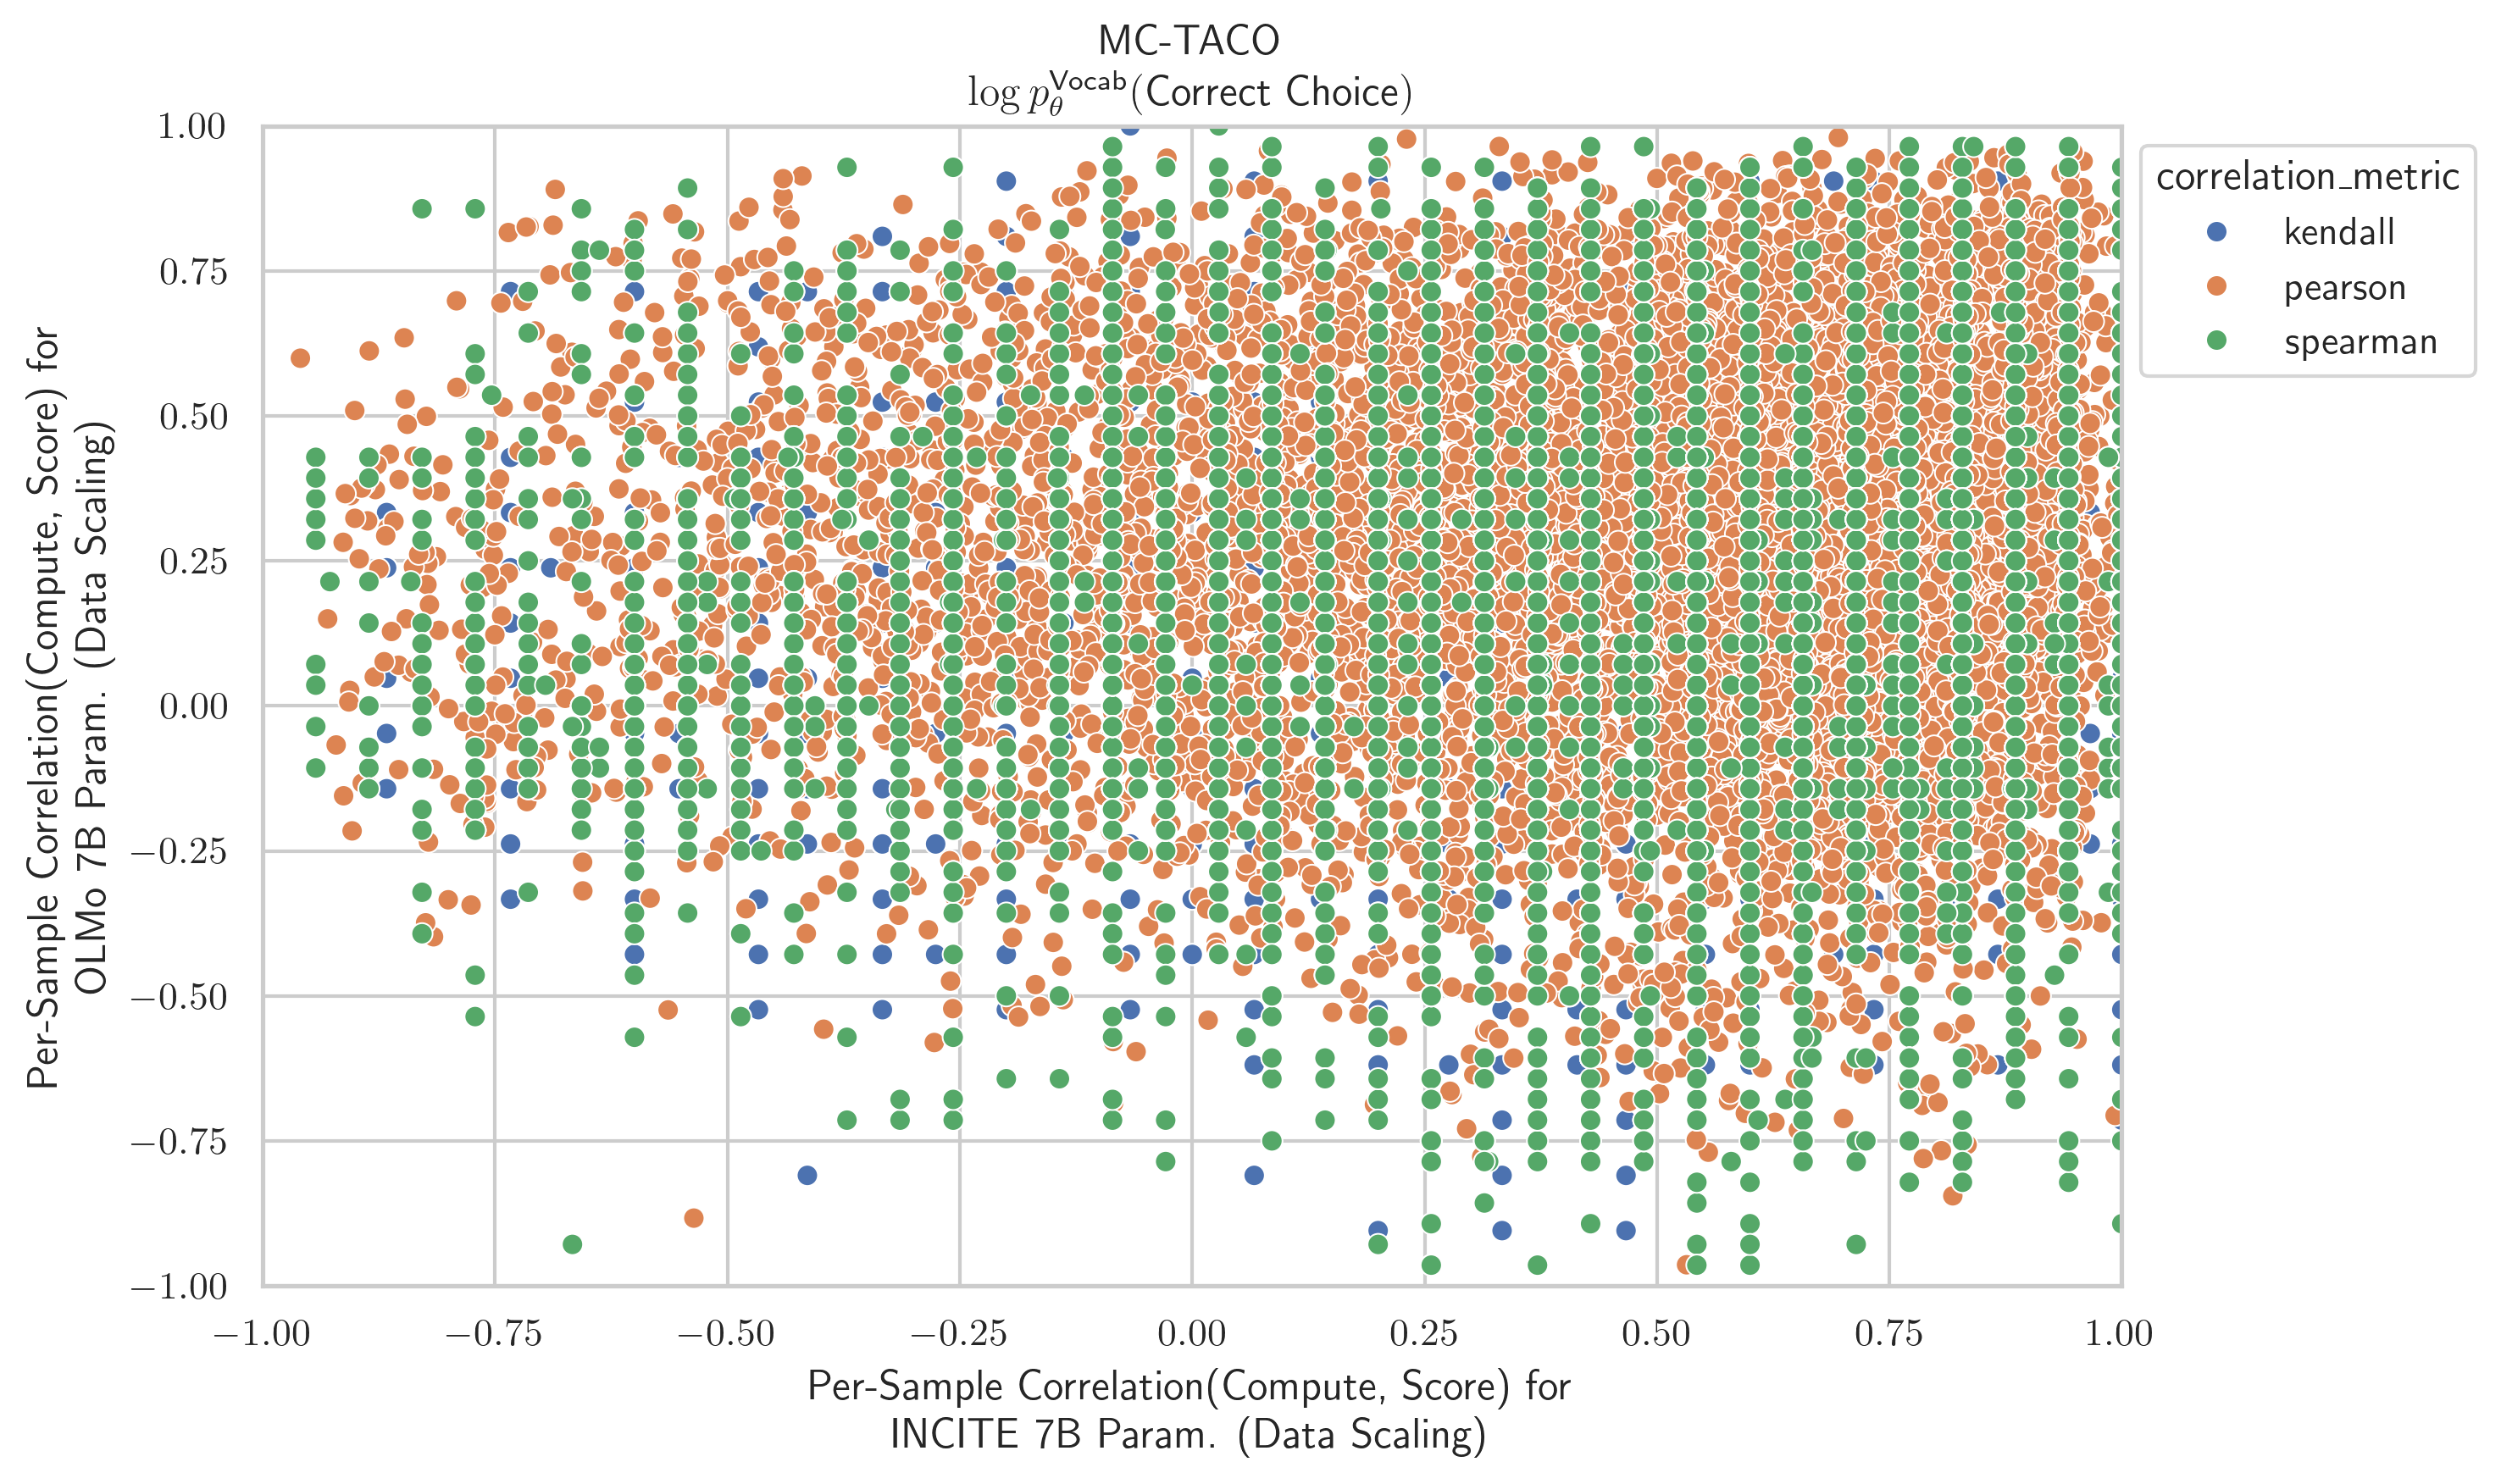 MC-TACO
log p_θ^Vocab(Correct Choice)
1.00
0.75
0.50
0.25
0.00
−0.25
−0.50
−0.75
−1.00
Per-Sample Correlation(Compute, Score) for
OLMo 7B Param. (Data Scaling)
−1.00 −0.75 −0.50 −0.25 0.00 0.25 0.50 0.75 1.00
Per-Sample Correlation(Compute, Score) for
INCITE 7B Param. (Data Scaling)
correlation_metric
kendall
pearson
spearman